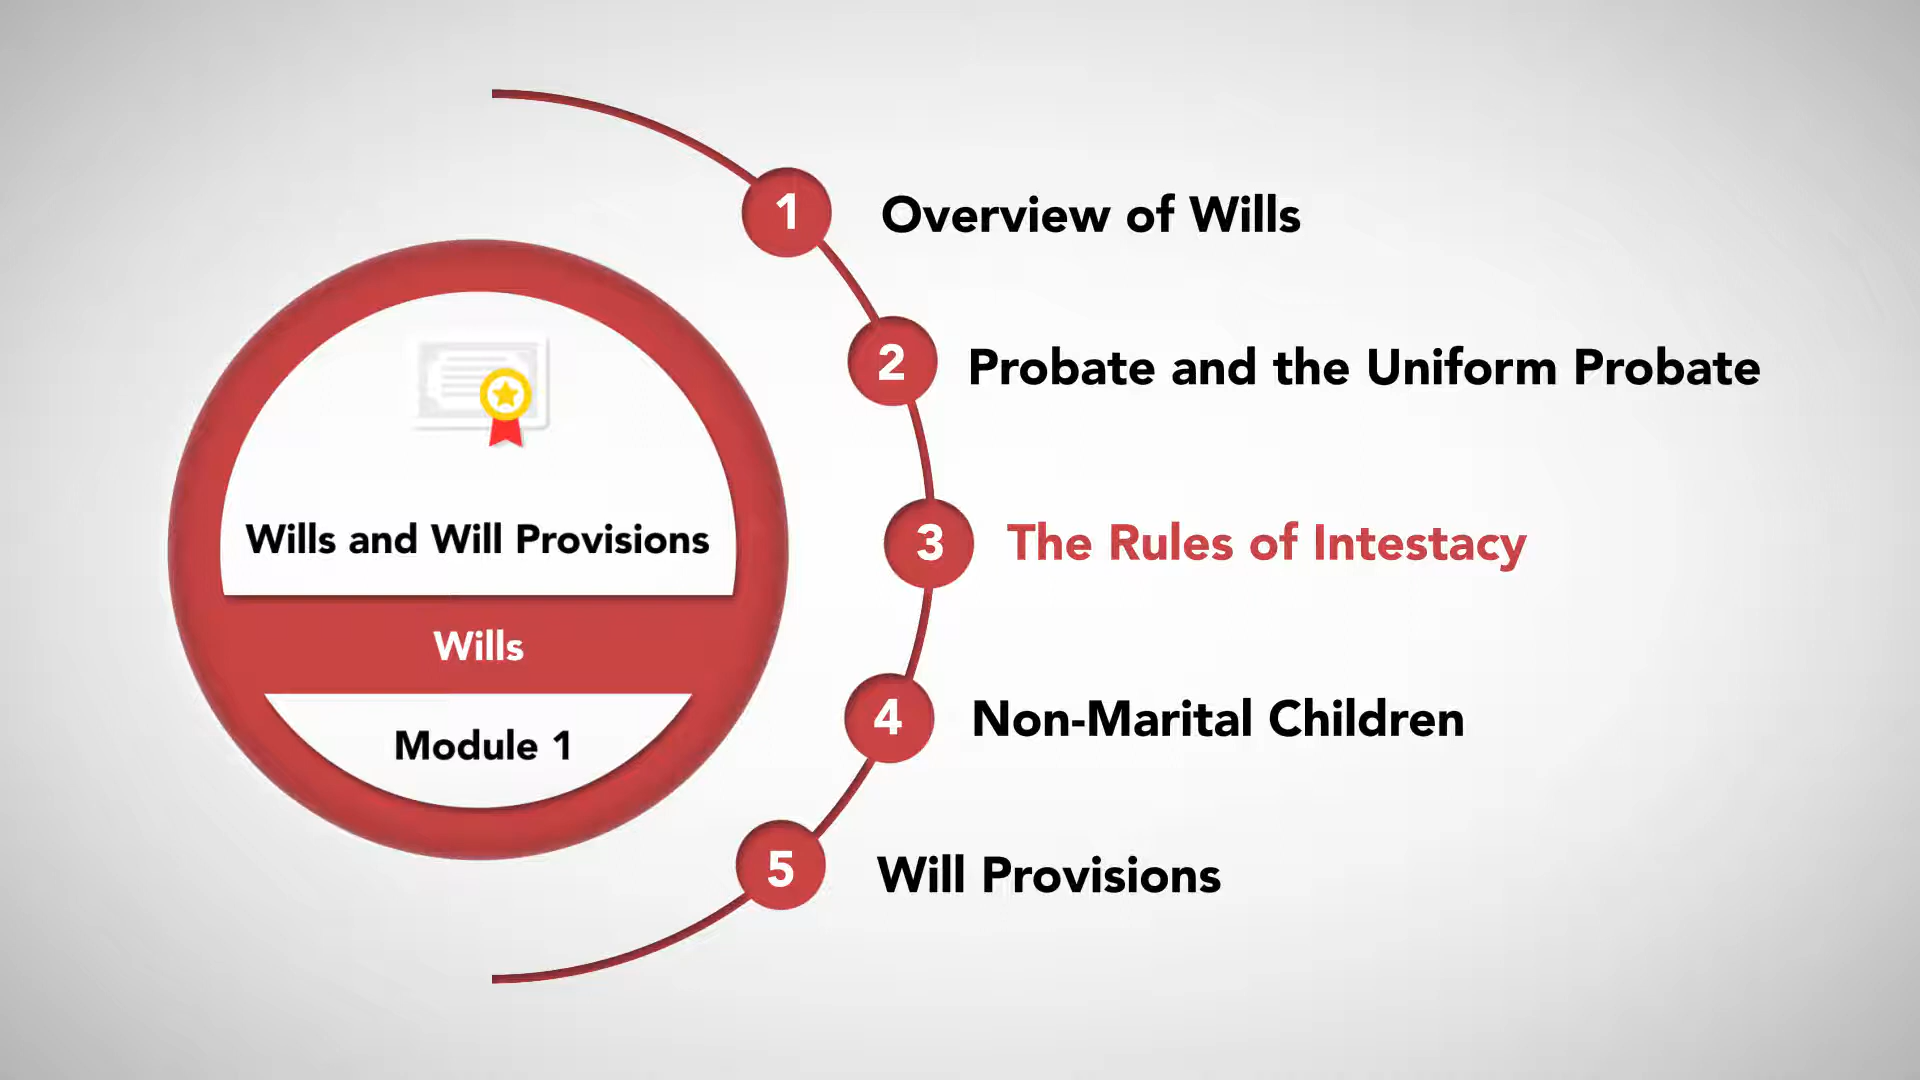 Wills and Will Provisions
Wills
Module 1
1 Overview of Wills
2 Probate and the Uniform Probate
3 The Rules of Intestacy
4 Non-Marital Children
5 Will Provisions